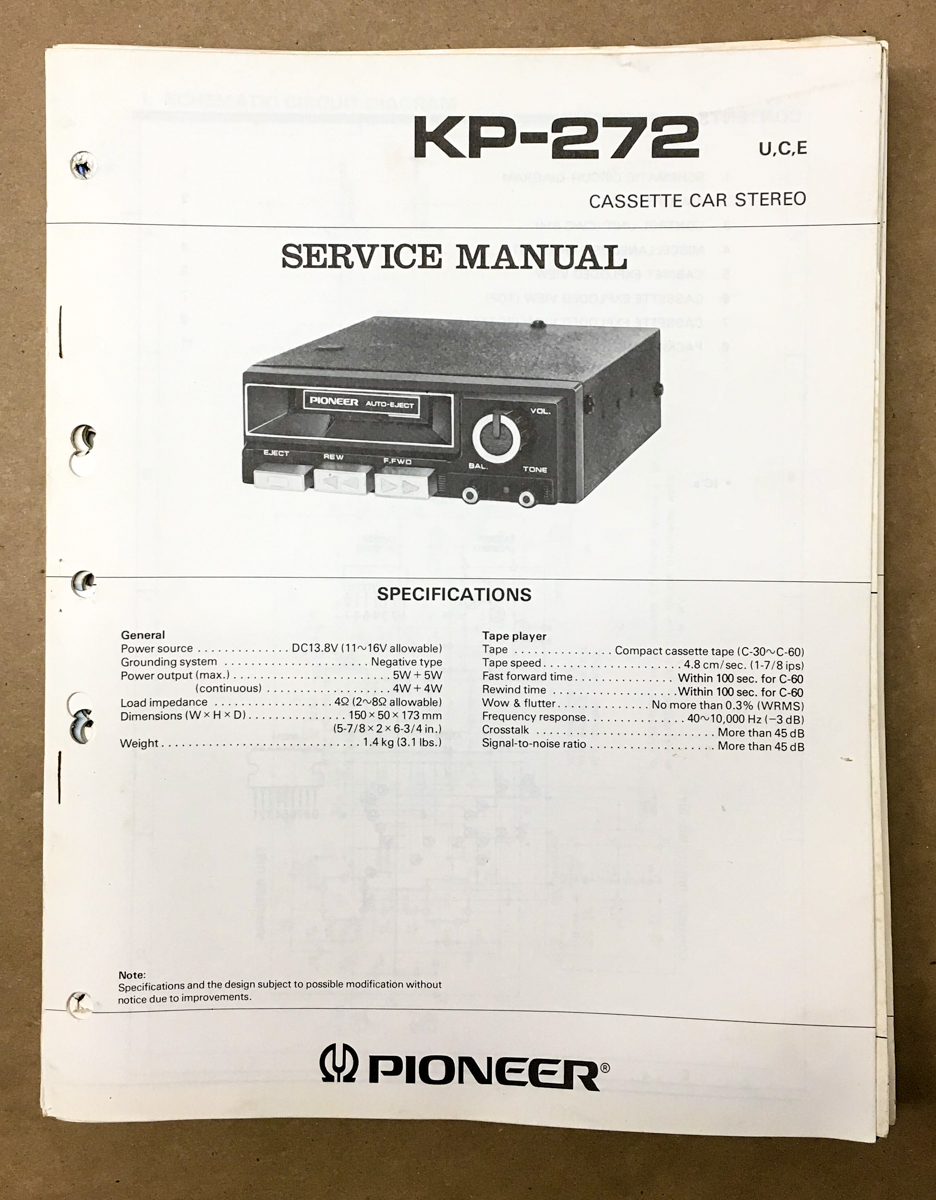 KP-272 U,C,E
CASSETTE CAR STEREO
SERVICE MANUAL
PIONEER AUTO-EJECT
VOL.
EJECT REW F.FWD
BAL. TONE
SPECIFICATIONS
General
Power source . . . . . . . . . . . . . . DC13.8V (11~16V allowable)
Grounding system . . . . . . . . . . . . . . . . . . . . . . Negative type
Power output (max.) . . . . . . . . . . . . . . . . . . . . . . . . 5W + 5W
(continuous) . . . . . . . . . . . . . . . . . . . 4W + 4W
Load impedance . . . . . . . . . . . . . . . . . . 4Ω (2~8Ω allowable)
Dimensions (W × H × D) . . . . . . . . . . . . . . 150 × 50 × 173 mm
(5-7/8 × 2 × 6-3/4 in.)
Weight . . . . . . . . . . . . . . . . . . . . . . . . . . . . . 1.4 kg (3.1 lbs.)
Tape player
Tape . . . . . . . . . . . . . . Compact cassette tape (C-30~C-60)
Tape speed . . . . . . . . . . . . . . . . . . . . 4.8 cm/sec. (1-7/8 ips)
Fast forward time . . . . . . . . . . . . . . . Within 100 sec. for C-60
Rewind time . . . . . . . . . . . . . . . . . . Within 100 sec. for C-60
Wow & flutter . . . . . . . . . . . . . . No more than 0.3% (WRMS)
Frequency response . . . . . . . . . . . . . . 40~10,000 Hz (−3 dB)
Crosstalk . . . . . . . . . . . . . . . . . . . . . . . . . . More than 45 dB
Signal-to-noise ratio . . . . . . . . . . . . . . . . . . . More than 45 dB
Note:
Specifications and the design subject to possible modification without
notice due to improvements.
PIONEER®